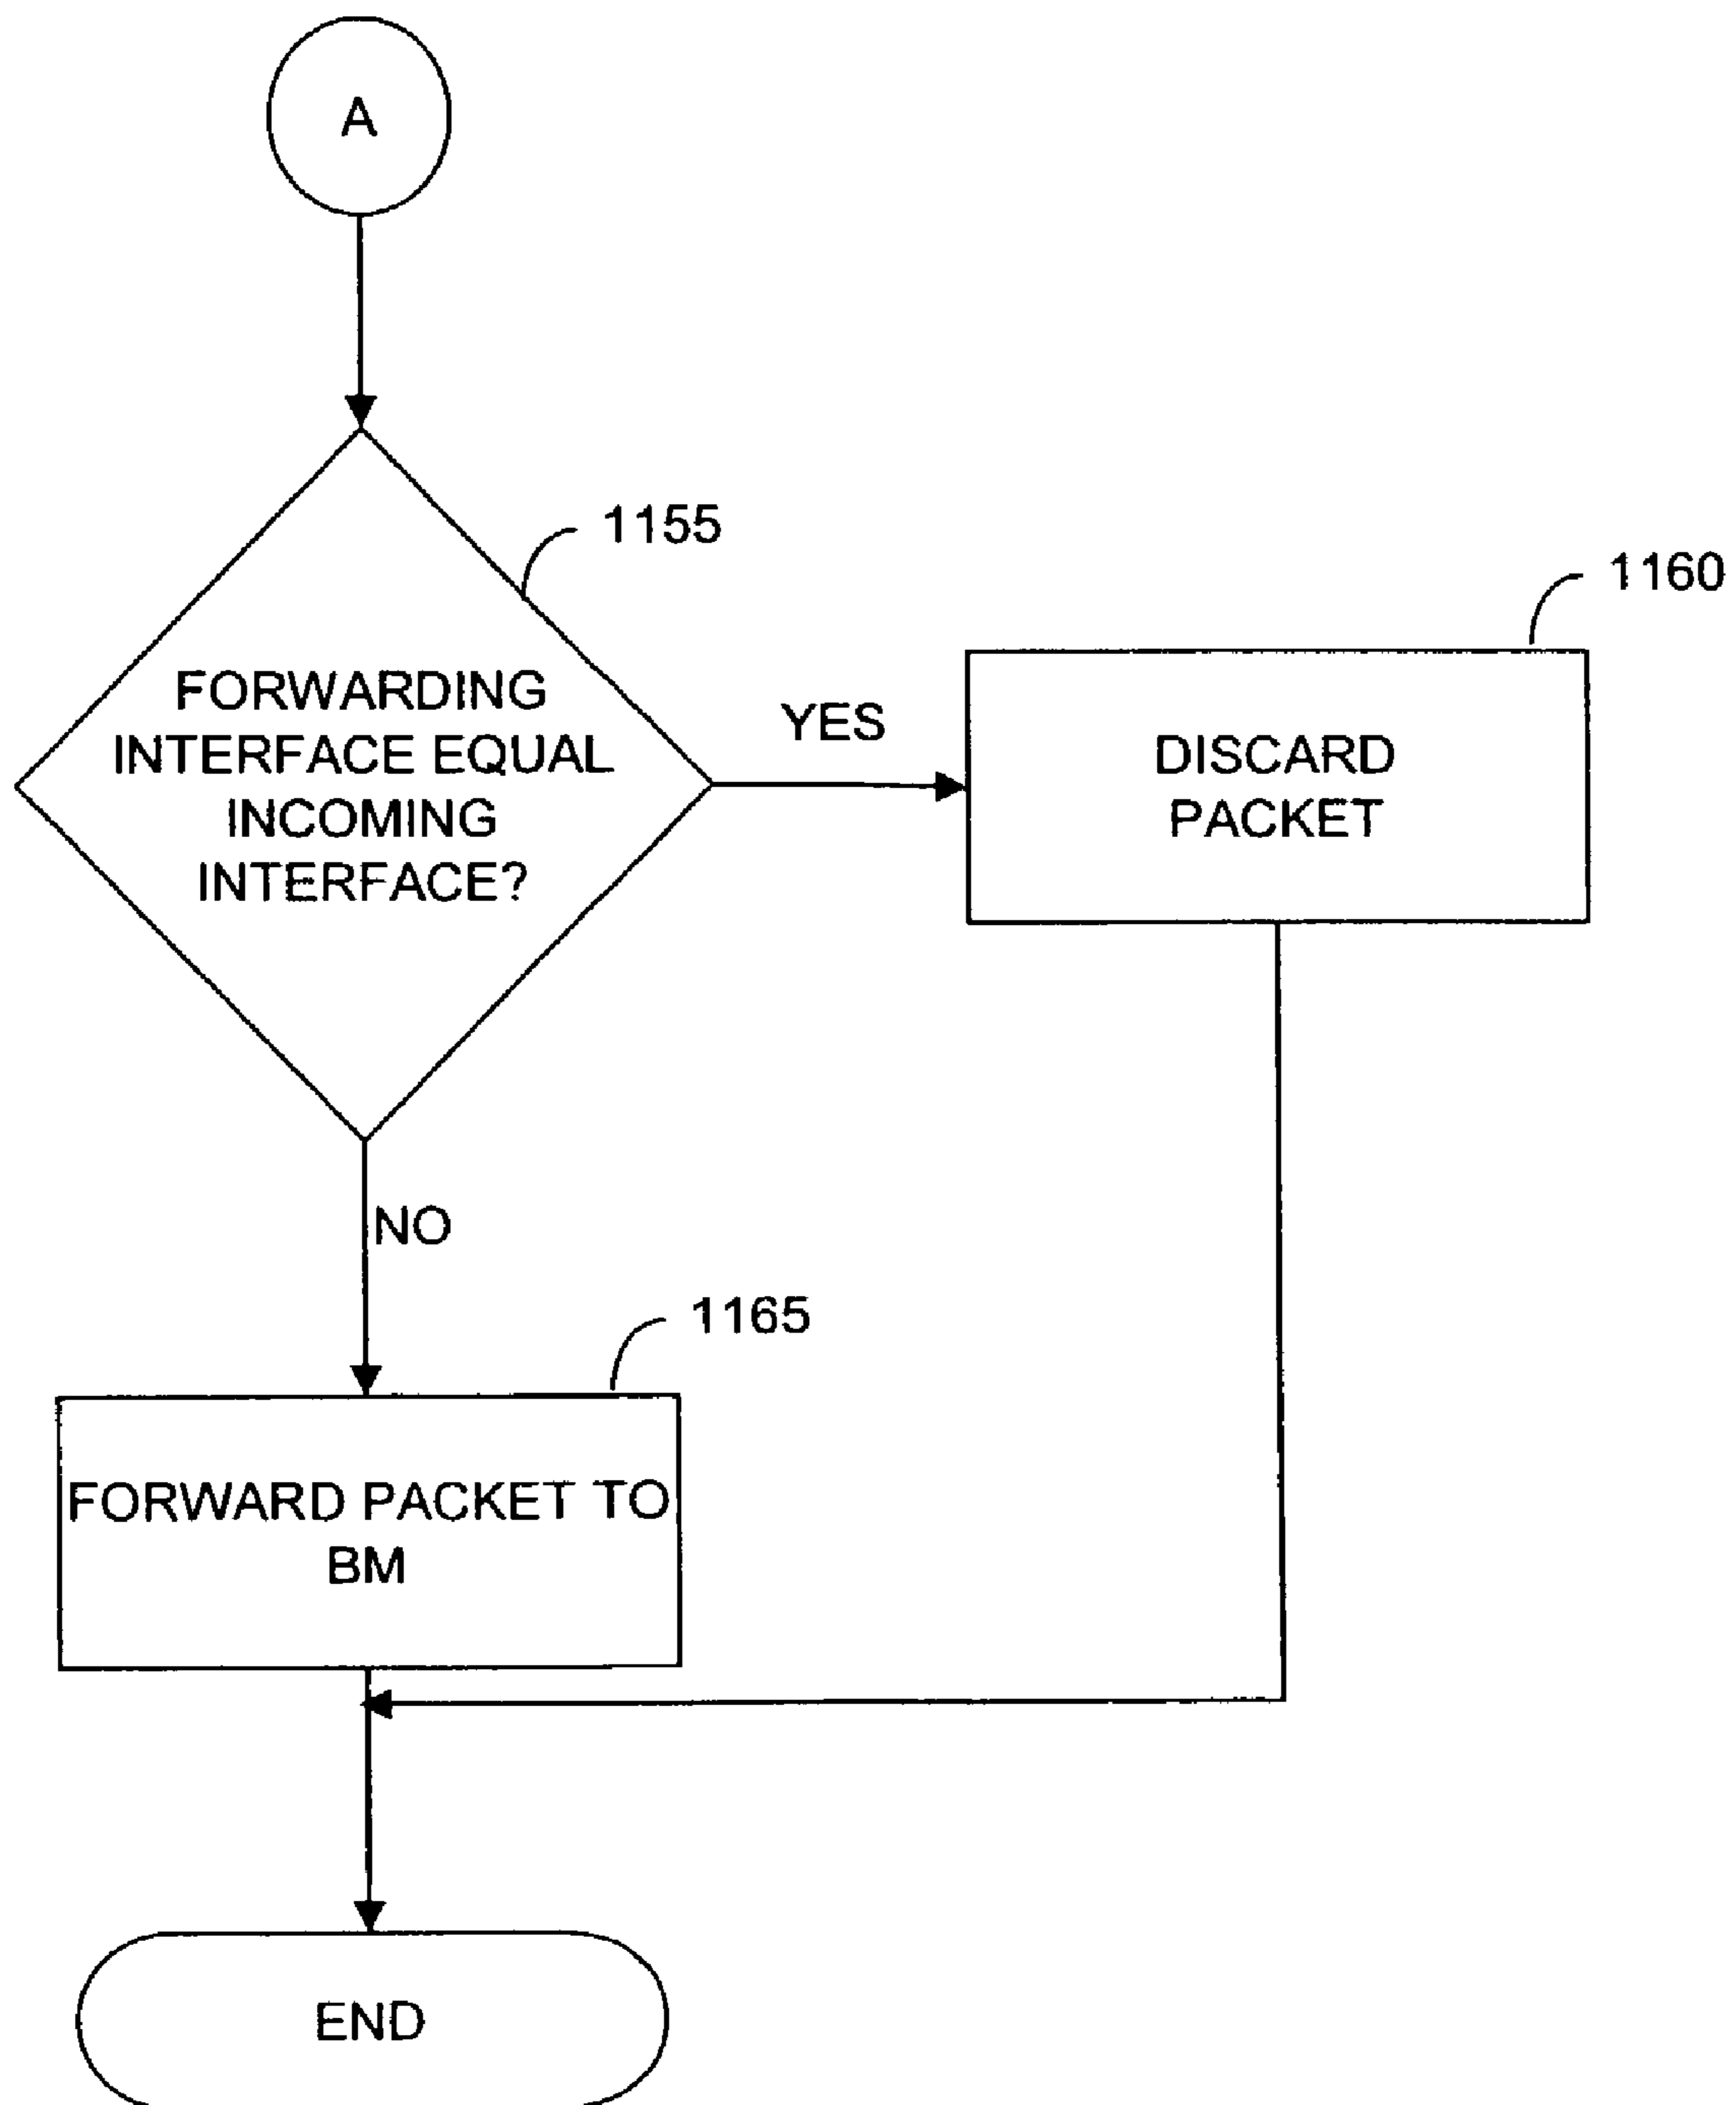 A
1155
FORWARDING
INTERFACE EQUAL
INCOMING
INTERFACE?
YES
1160
DISCARD
PACKET
NO
1165
FORWARD PACKET TO
BM
END